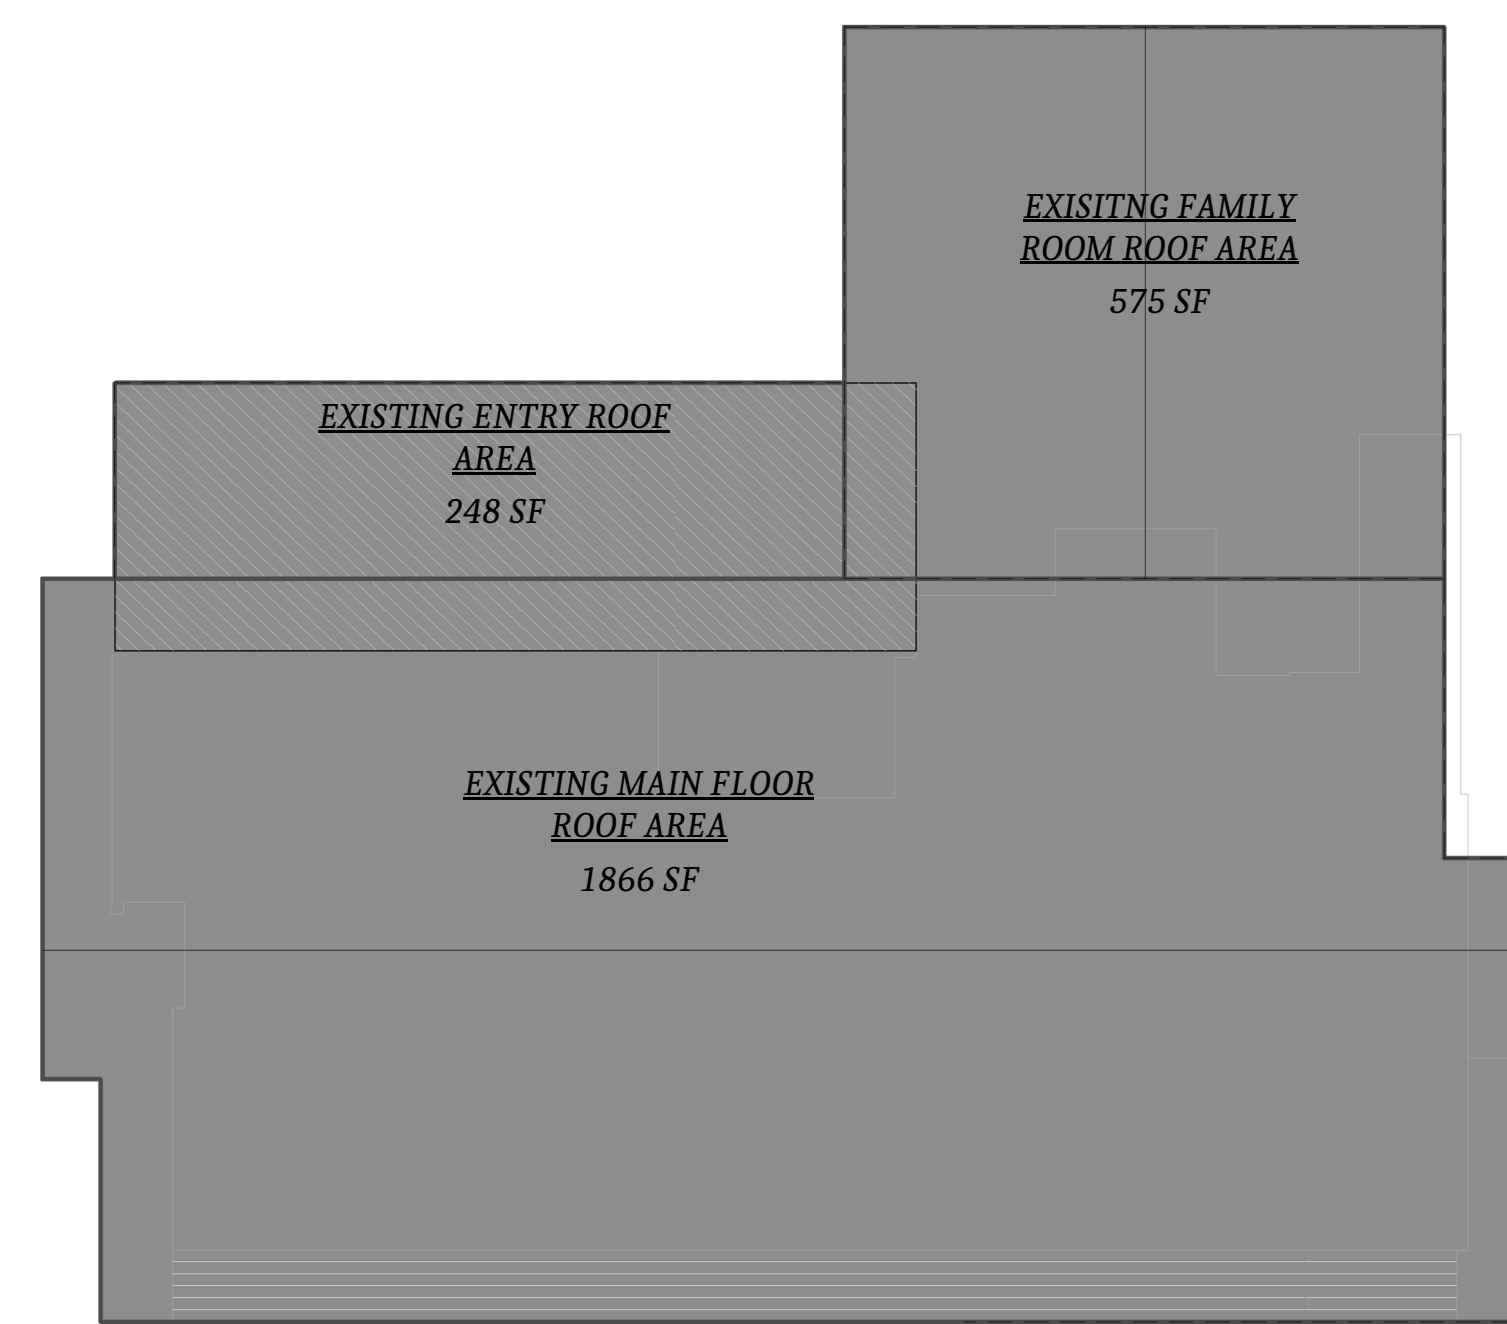 EXISITNG FAMILY
ROOM ROOF AREA
575 SF
EXISTING ENTRY ROOF
AREA
248 SF
EXISTING MAIN FLOOR
ROOF AREA
1866 SF